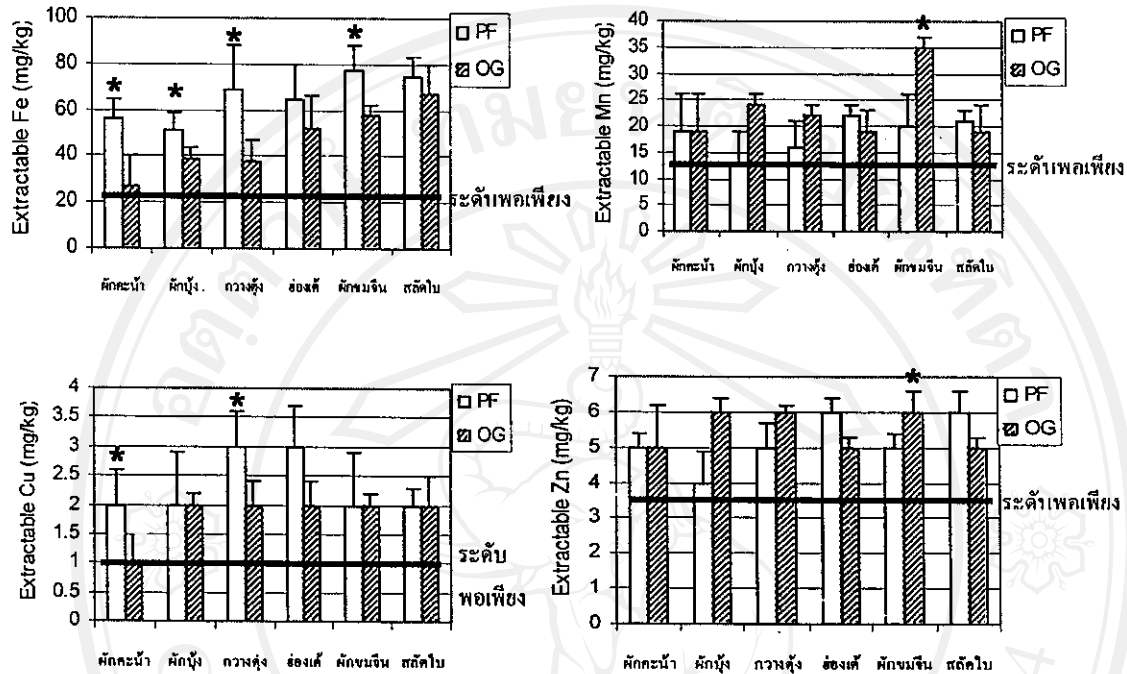 Extractable Fe (mg/kg)
100
80
60
40
20
0
* * * *
PF
OG
ระดับพอเพียง
ผักคะน้า ผักบุ้ง กวางตุ้ง ฮ่องเต้ ผักขมจีน สลัดใบ
Extractable Mn (mg/kg)
40
35
30
25
20
15
10
5
0
*
PF
OG
ระดับพอเพียง
ผักคะน้า ผักบุ้ง กวางตุ้ง ฮ่องเต้ ผักขมจีน สลัดใบ
Extractable Cu (mg/kg)
4
3.5
3
2.5
2
1.5
1
0.5
0
* *
PF
OG
ระดับ
พอเพียง
ผักคะน้า ผักบุ้ง กวางตุ้ง ฮ่องเต้ ผักขมจีน สลัดใบ
Extractable Zn (mg/kg)
7
6
5
4
3
2
1
0
*
PF
OG
ระดับพอเพียง
ผักคะน้า ผักบุ้ง กวางตุ้ง ฮ่องเต้ ผักขมจีน สลัดใบ